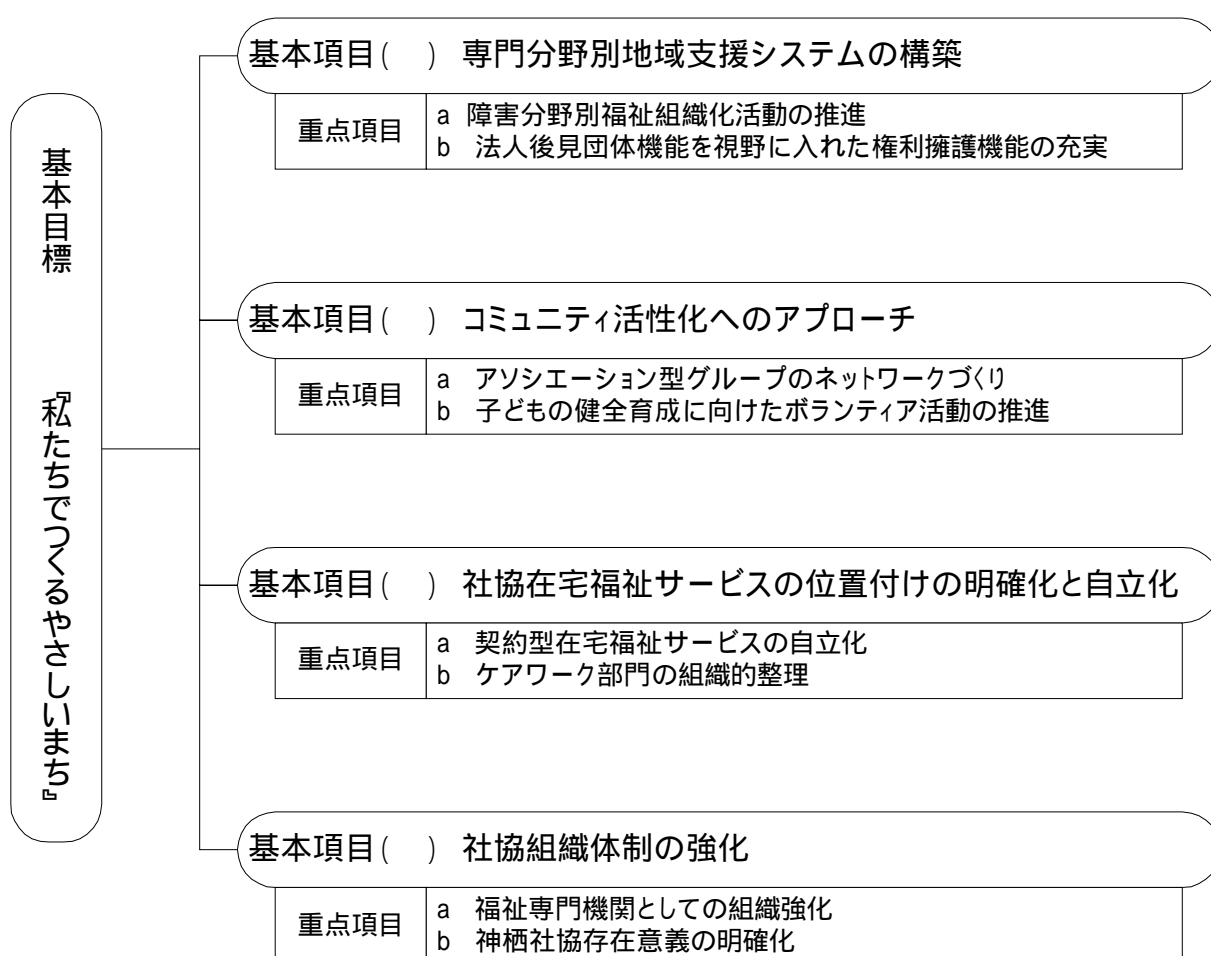 基本目標 『私たちでつくるやさしいまち』
基本項目(　) 専門分野別地域支援システムの構築
重点項目
a 障害分野別福祉組織化活動の推進
b 法人後見団体機能を視野に入れた権利擁護機能の充実
基本項目(　) コミュニティ活性化へのアプローチ
重点項目
a アソシエーション型グループのネットワークづくり
b 子どもの健全育成に向けたボランティア活動の推進
基本項目(　) 社協在宅福祉サービスの位置付けの明確化と自立化
重点項目
a 契約型在宅福祉サービスの自立化
b ケアワーク部門の組織的整理
基本項目(　) 社協組織体制の強化
重点項目
a 福祉専門機関としての組織強化
b 神栖社協存在意義の明確化